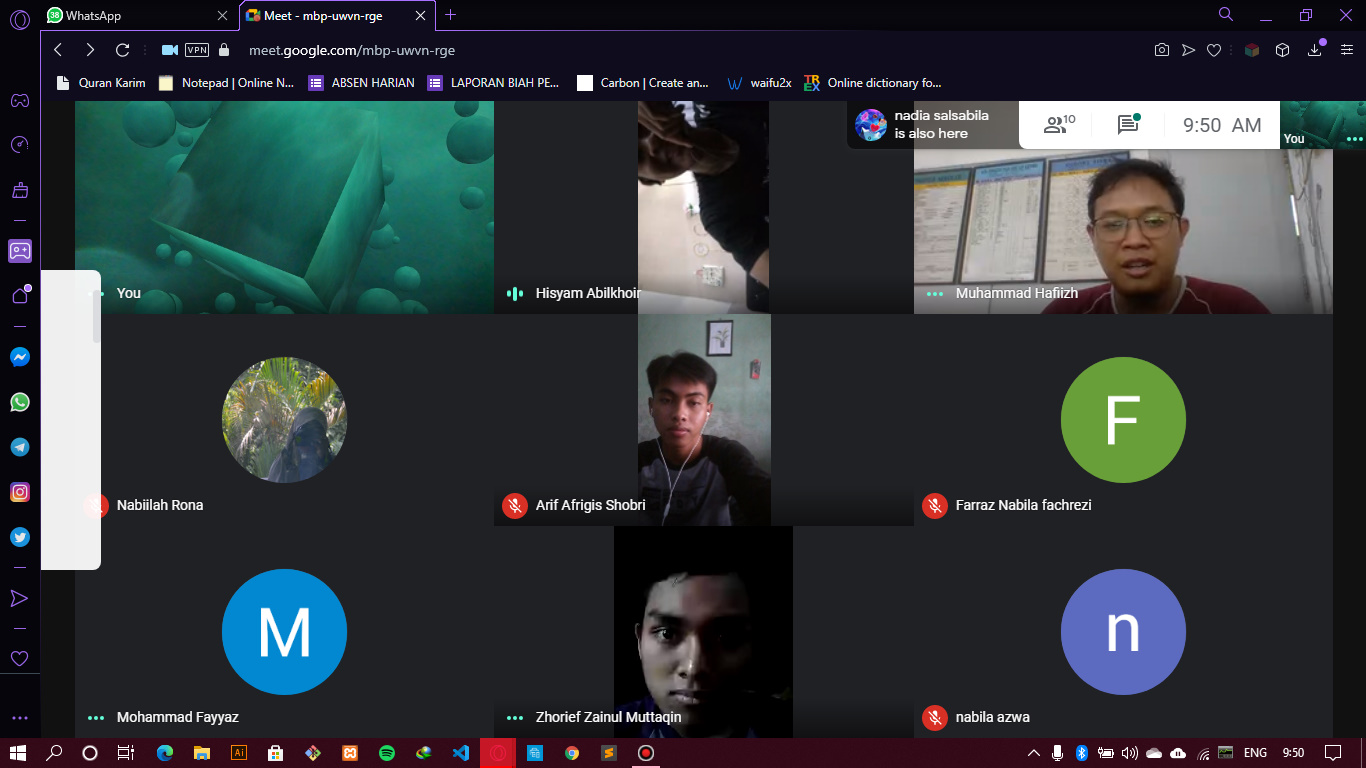 38
WhatsApp
Meet - mbp-uwvn-rge
VPN
meet.google.com/mbp-uwvn-rge
Quran Karim
Notepad | Online N...
ABSEN HARIAN
LAPORAN BIAH PE...
Carbon | Create an...
waifu2x
TREX
Online dictionary fo...
nadia salsabila
is also here
10
9:50 AM
You
You
Hisyam Abilkhoir
Muhammad Hafiizh
Nabiilah Rona
Arif Afrigis Shobri
F
Farraz Nabila fachrezi
M
Mohammad Fayyaz
Zhorief Zainul Muttaqin
n
nabila azwa
Ai
ENG
9:50